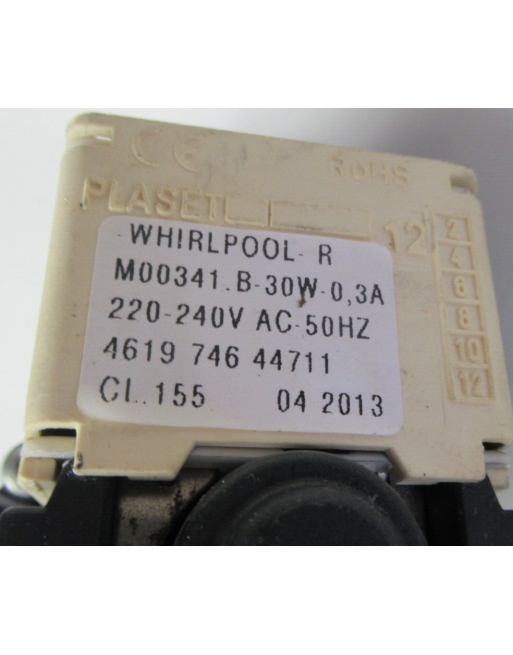 CE RoHS
PLASET 12
2
4
6
8
10
12
WHIRLPOOL R
M00341.B-30W-0,3A
220-240V AC-50HZ
4619 746 44711
CL.155 04 2013